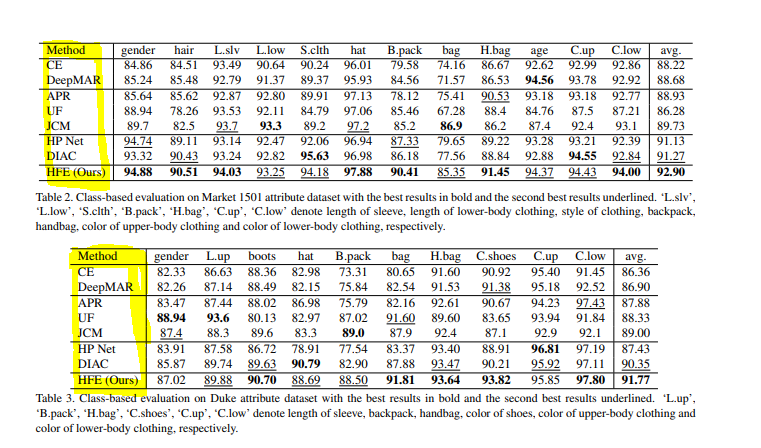 Method gender hair L.slv L.low S.clth hat B.pack bag H.bag age C.up C.low avg.
CE 84.86 84.51 93.49 90.64 90.24 96.01 79.58 74.16 86.67 92.62 92.99 92.86 88.22
DeepMAR 85.24 85.48 92.79 91.37 89.37 95.93 84.56 71.57 86.53 94.56 93.78 92.92 88.68
APR 85.64 85.62 92.87 92.80 89.91 97.13 78.12 75.41 90.53 93.18 93.18 92.77 88.93
UF 88.94 78.26 93.53 92.11 84.79 97.06 85.46 67.28 88.4 84.76 87.5 87.21 86.28
JCM 89.7 82.5 93.7 93.3 89.2 97.2 85.2 86.9 86.2 87.4 92.4 93.1 89.73
HP Net 94.74 89.11 93.14 92.47 92.06 96.94 87.33 79.65 89.22 93.28 93.21 92.39 91.13
DIAC 93.32 90.43 93.24 92.82 95.63 96.98 86.18 77.56 88.84 92.88 94.55 92.84 91.27
HFE (Ours) 94.88 90.51 94.03 93.25 94.18 97.88 90.41 85.35 91.45 94.37 94.43 94.00 92.90
Table 2. Class-based evaluation on Market 1501 attribute dataset with the best results in bold and the second best results underlined. ‘L.slv’,
‘L.low’, ‘S.clth’, ‘B.pack’, ‘H.bag’, ‘C.up’, ‘C.low’ denote length of sleeve, length of lower-body clothing, style of clothing, backpack,
handbag, color of upper-body clothing and color of lower-body clothing, respectively.
Method gender L.up boots hat B.pack bag H.bag C.shoes C.up C.low avg.
CE 82.33 86.63 88.36 82.98 73.31 80.65 91.60 90.92 95.40 91.45 86.36
DeepMAR 82.26 87.14 88.49 82.15 75.84 82.54 91.53 91.38 95.18 92.52 86.90
APR 83.47 87.44 88.02 86.98 75.79 82.16 92.61 90.67 94.23 97.43 87.88
UF 88.94 93.6 80.13 82.97 87.02 91.60 89.60 83.65 93.94 91.84 88.33
JCM 87.4 88.3 89.6 83.3 89.0 87.9 92.4 87.1 92.9 92.1 89.00
HP Net 83.91 87.58 86.72 78.91 77.54 83.37 93.40 88.91 96.81 97.19 87.43
DIAC 85.87 89.74 89.63 90.79 82.90 87.88 93.47 90.21 95.92 97.11 90.35
HFE (Ours) 87.02 89.88 90.70 88.69 88.50 91.81 93.64 93.82 95.85 97.80 91.77
Table 3. Class-based evaluation on Duke attribute dataset with the best results in bold and the second best results underlined. ‘L.up’,
‘B.pack’, ‘H.bag’, ‘C.shoes’, ‘C.up’, ‘C.low’ denote length of sleeve, backpack, handbag, color of shoes, color of upper-body clothing and
color of lower-body clothing, respectively.